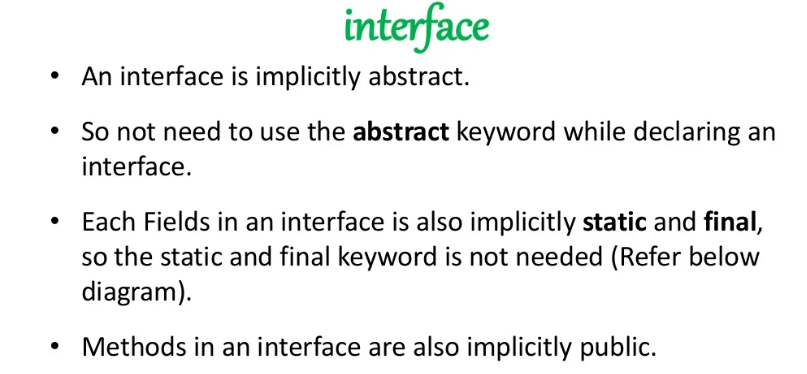 interface
• An interface is implicitly abstract.
• So not need to use the abstract keyword while declaring an
interface.
• Each Fields in an interface is also implicitly static and final,
so the static and final keyword is not needed (Refer below
diagram).
• Methods in an interface are also implicitly public.